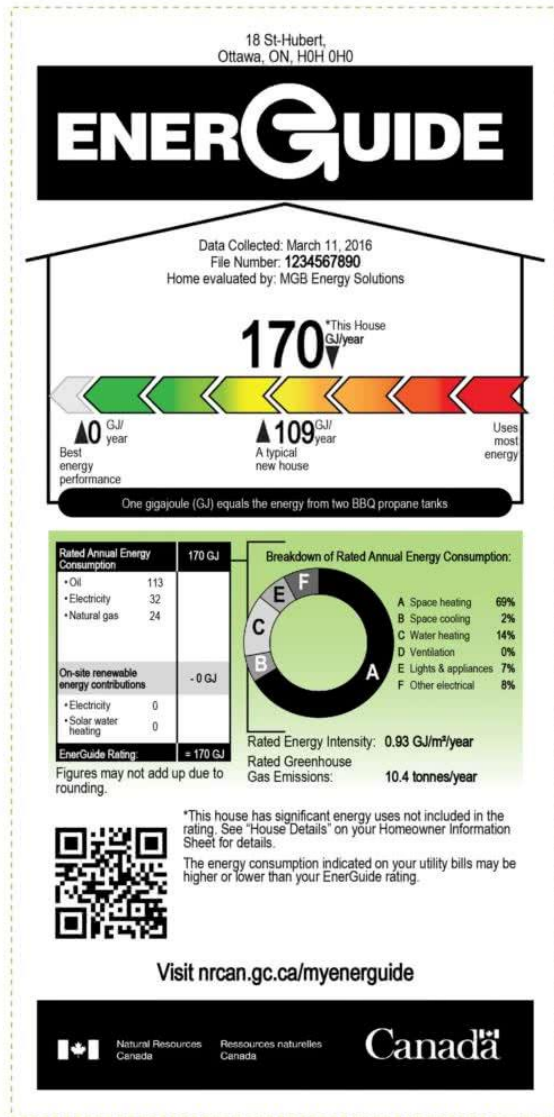 18 St-Hubert,
Ottawa, ON, H0H 0H0
ENERGUIDE
Data Collected: March 11, 2016
File Number: 1234567890
Home evaluated by: MGB Energy Solutions
170 *This House
GJ/year
0 GJ/
year
Best
energy
performance
109 GJ/
year
A typical
new house
Uses
most
energy
One gigajoule (GJ) equals the energy from two BBQ propane tanks
Rated Annual Energy
Consumption 170 GJ
• Oil 113
• Electricity 32
• Natural gas 24
On-site renewable
energy contributions - 0 GJ
• Electricity 0
• Solar water
heating 0
EnerGuide Rating: = 170 GJ
Figures may not add up due to
rounding.
Breakdown of Rated Annual Energy Consumption:
A
B
C
E
F
A Space heating 69%
B Space cooling 2%
C Water heating 14%
D Ventilation 0%
E Lights & appliances 7%
F Other electrical 8%
Rated Energy Intensity: 0.93 GJ/m²/year
Rated Greenhouse
Gas Emissions: 10.4 tonnes/year
*This house has significant energy uses not included in the
rating. See “House Details” on your Homeowner Information
Sheet for details.
The energy consumption indicated on your utility bills may be
higher or lower than your EnerGuide rating.
Visit nrcan.gc.ca/myenerguide
Natural Resources
Canada
Ressources naturelles
Canada
Canada